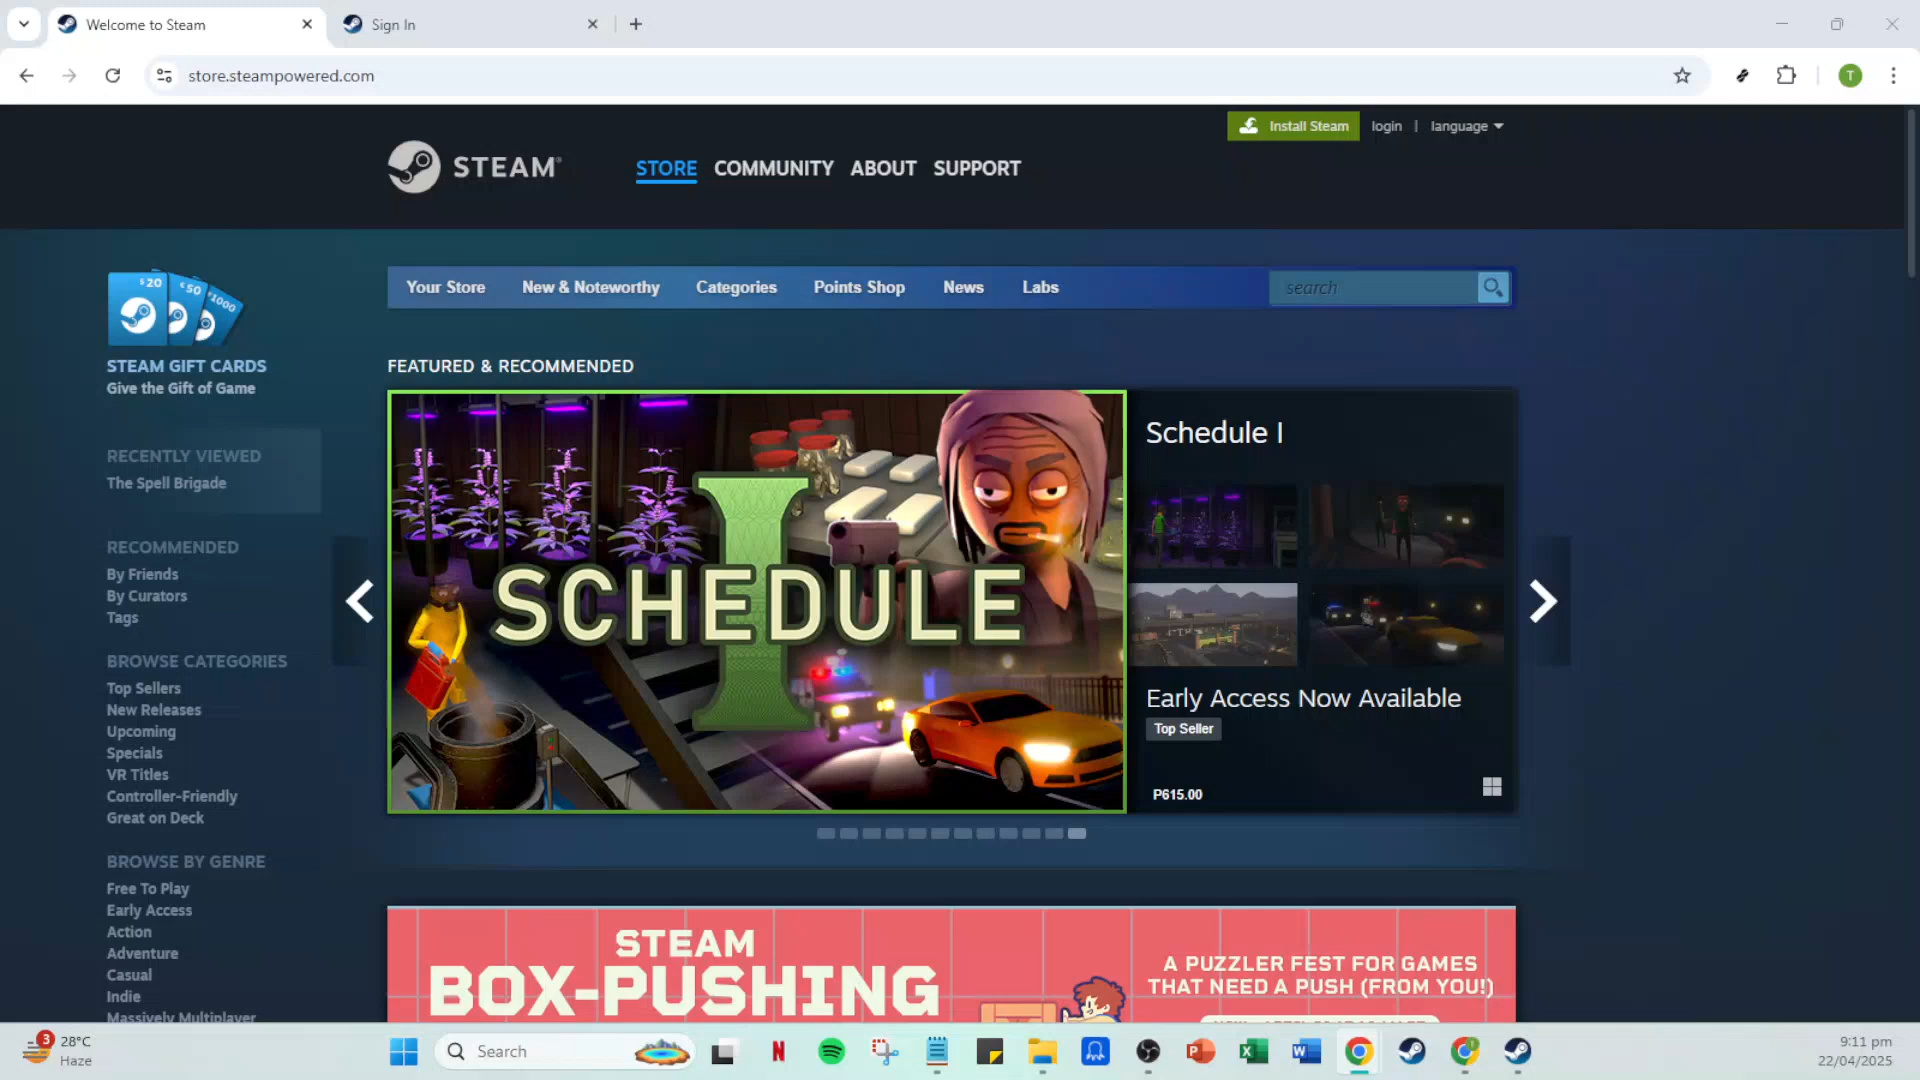 Welcome to Steam
Sign In
store.steampowered.com
T
Install Steam
login | language
STEAM®
STORE COMMUNITY ABOUT SUPPORT
$20 €50 1000
STEAM GIFT CARDS
Give the Gift of Game
Your Store New & Noteworthy Categories Points Shop News Labs search
FEATURED & RECOMMENDED
RECENTLY VIEWED
The Spell Brigade
RECOMMENDED
By Friends
By Curators
Tags
BROWSE CATEGORIES
Top Sellers
New Releases
Upcoming
Specials
VR Titles
Controller-Friendly
Great on Deck
BROWSE BY GENRE
Free To Play
Early Access
Action
Adventure
Casual
Indie
Massively Multiplayer
SCHEDULE I
Schedule I
Early Access Now Available
Top Seller
P615.00
STEAM
BOX-PUSHING
A PUZZLER FEST FOR GAMES
THAT NEED A PUSH (FROM YOU!)
3
28°C
Haze
Search
9:11 pm
22/04/2025